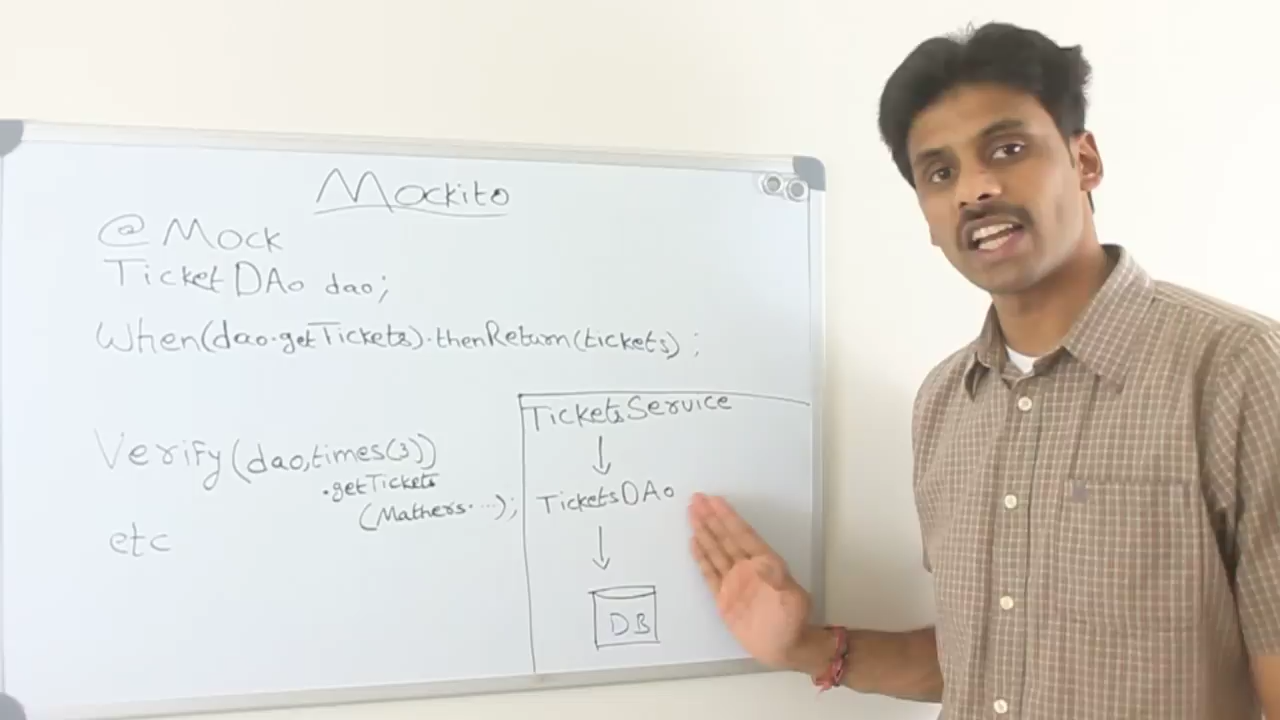 Mockito
@Mock
TicketDAo dao;
When(dao.getTickets).thenReturn(tickets) ;
Verify(dao,times(3))
.getTickets
(Mathers. ...);
etc
TicketsService
TicketsDAo
DB